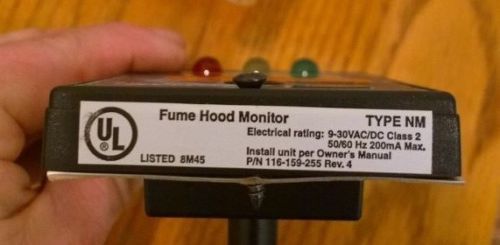 Fume Hood Monitor TYPE NM
Electrical rating: 9-30VAC/DC Class 2
50/60 Hz 200mA Max.
Install unit per Owner's Manual
P/N 116-159-255 Rev. 4
UL
®
LISTED 8M45